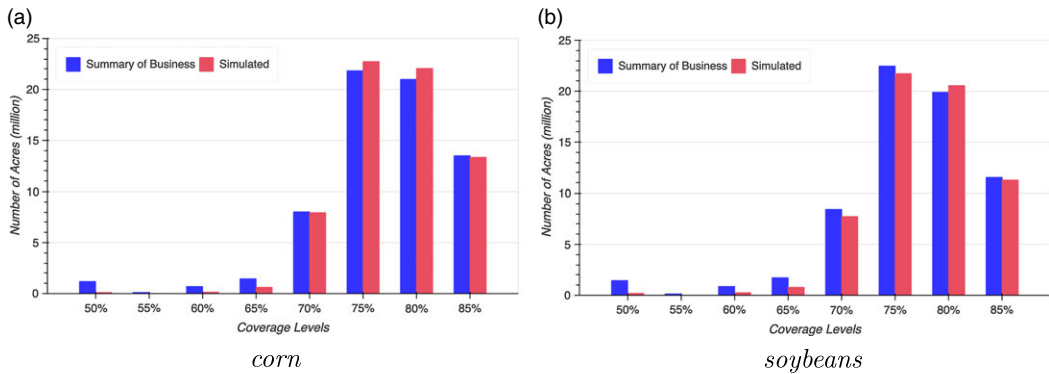 (a)
25
20
15
10
5
0
Number of Acres (million)
Summary of Business Simulated
50% 55% 60% 65% 70% 75% 80% 85%
Coverage Levels
corn
(b)
25
20
15
10
5
0
Number of Acres (million)
Summary of Business Simulated
50% 55% 60% 65% 70% 75% 80% 85%
Coverage Levels
soybeans